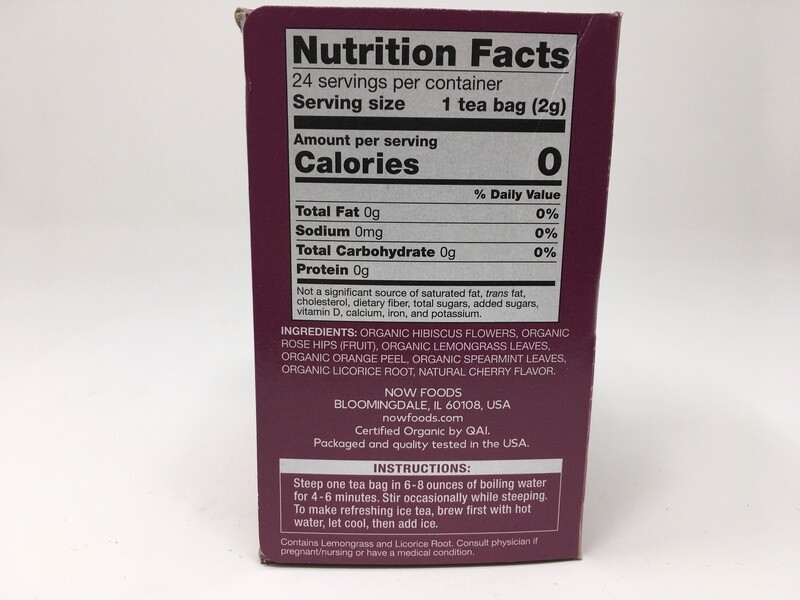 Nutrition Facts
24 servings per container
Serving size 1 tea bag (2g)
Amount per serving
Calories 0
% Daily Value
Total Fat 0g 0%
Sodium 0mg 0%
Total Carbohydrate 0g 0%
Protein 0g
Not a significant source of saturated fat, trans fat,
cholesterol, dietary fiber, total sugars, added sugars,
vitamin D, calcium, iron, and potassium.
INGREDIENTS: ORGANIC HIBISCUS FLOWERS, ORGANIC
ROSE HIPS (FRUIT), ORGANIC LEMONGRASS LEAVES,
ORGANIC ORANGE PEEL, ORGANIC SPEARMINT LEAVES,
ORGANIC LICORICE ROOT, NATURAL CHERRY FLAVOR.
NOW FOODS
BLOOMINGDALE, IL 60108, USA
nowfoods.com
Certified Organic by QAI.
Packaged and quality tested in the USA.
INSTRUCTIONS:
Steep one tea bag in 6-8 ounces of boiling water
for 4-6 minutes. Stir occasionally while steeping.
To make refreshing ice tea, brew first with hot
water, let cool, then add ice.
Contains Lemongrass and Licorice Root. Consult physician if
pregnant/nursing or have a medical condition.